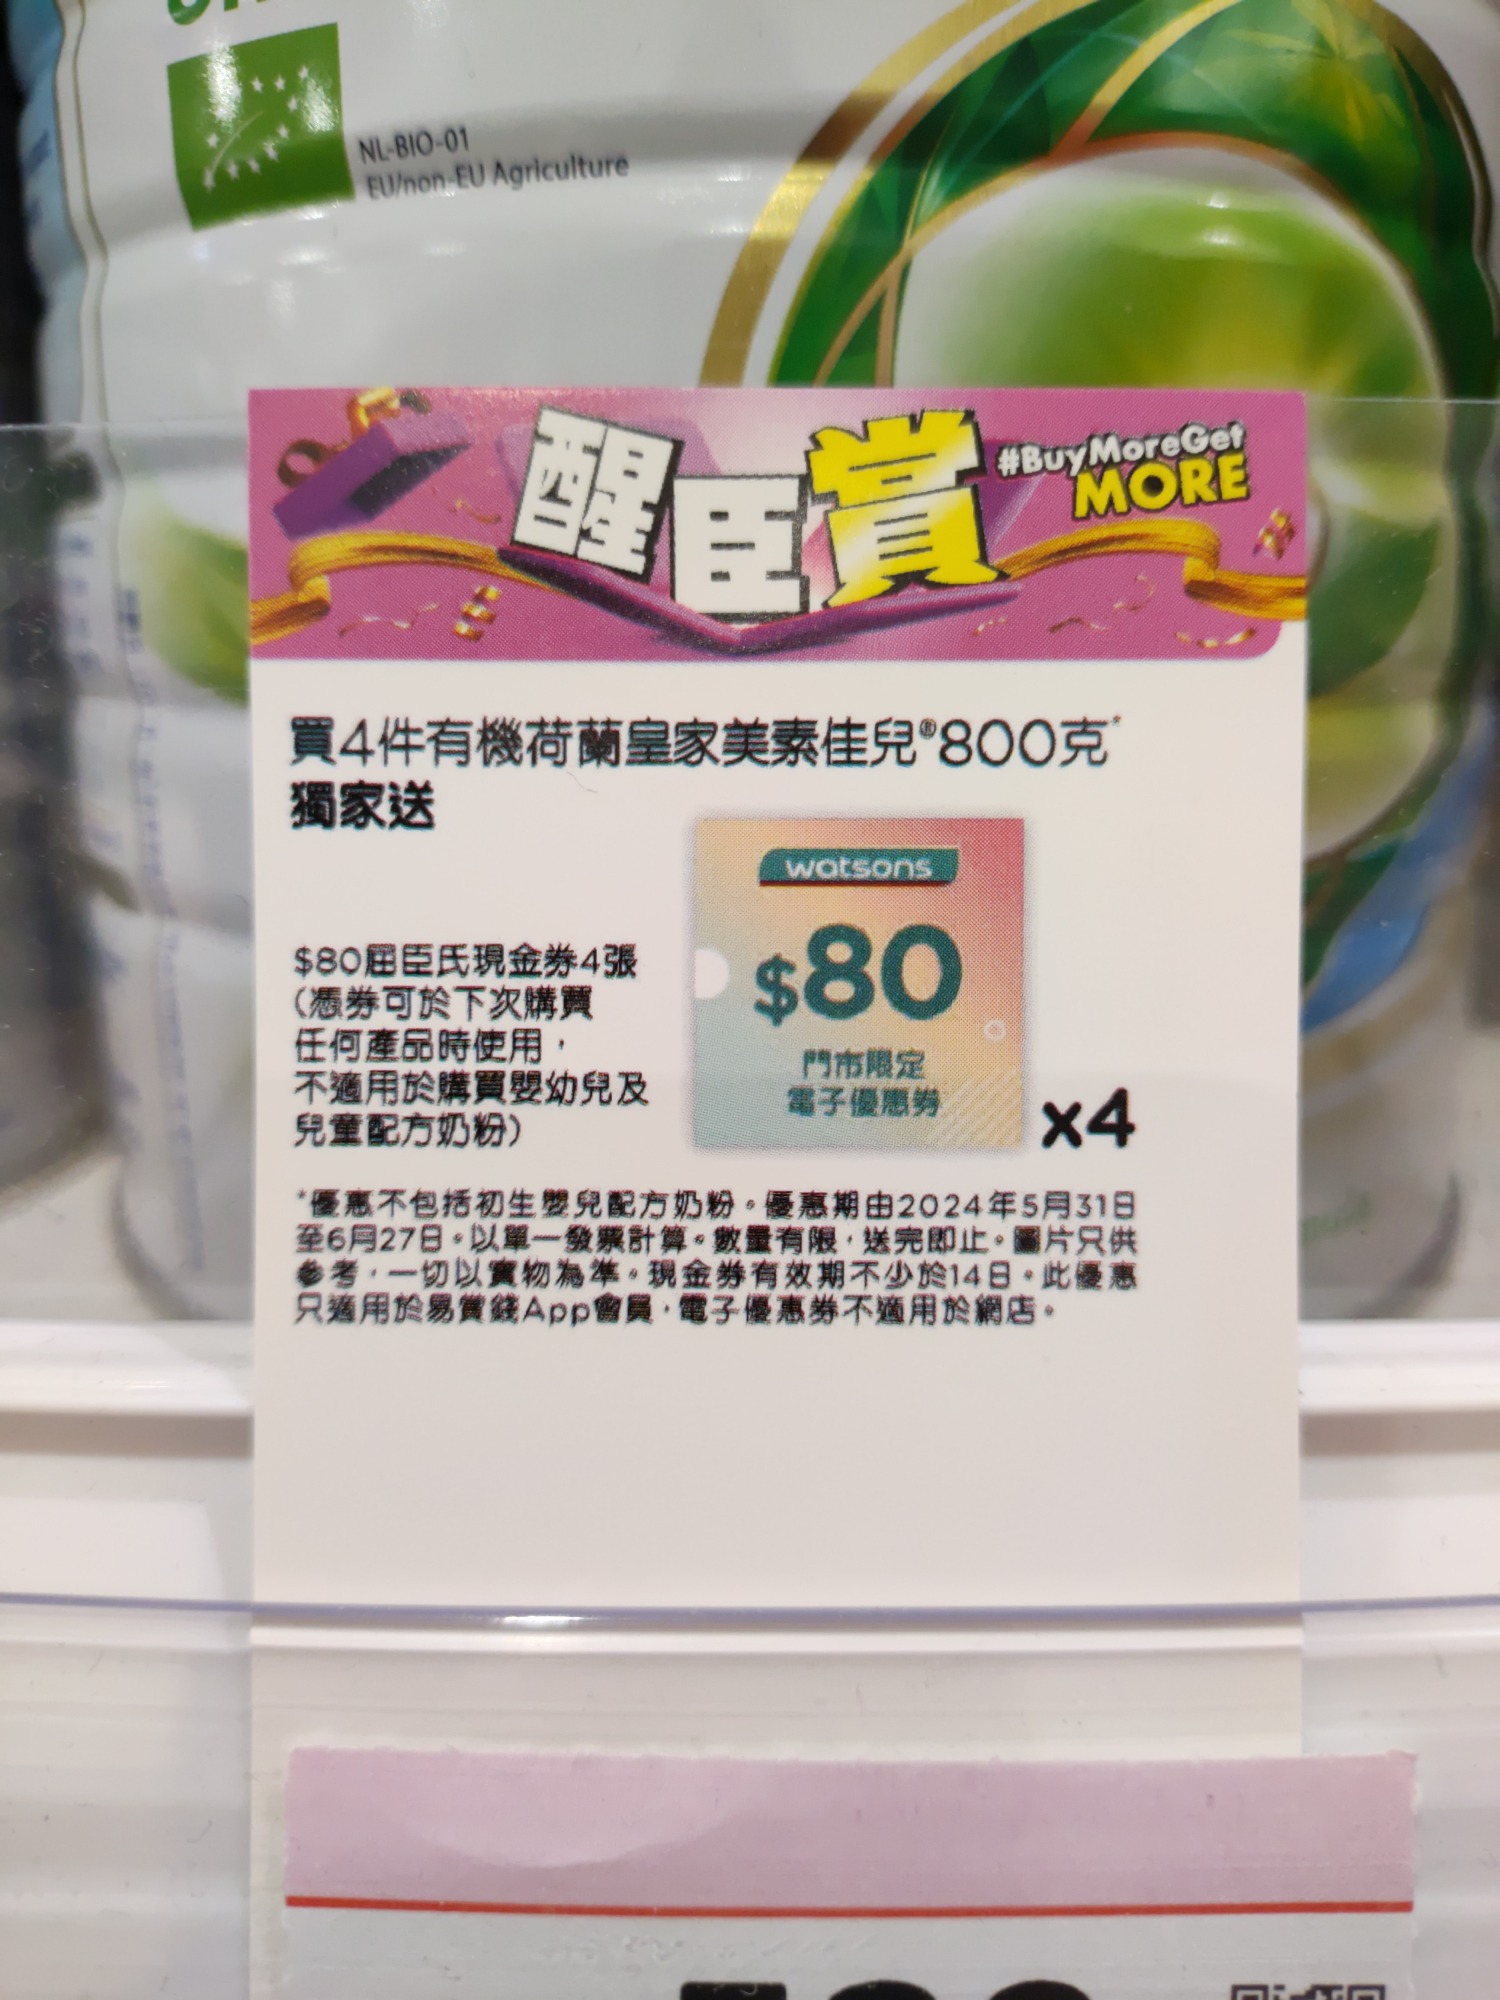 NL-BIO-01
EU/non-EU Agriculture
醒臣賞
#BuyMoreGet
MORE
買4件有機荷蘭皇家美素佳兒®800克*
獨家送
watsons
$80
門市限定
電子優惠券
x4
$80屈臣氏現金券4張
(憑券可於下次購買
任何產品時使用，
不適用於購買嬰幼兒及
兒童配方奶粉)
*優惠不包括初生嬰兒配方奶粉。優惠期由2024年5月31日
至6月27日。以單一發票計算。數量有限，送完即止。圖片只供
參考，一切以實物為準。現金券有效期不少於14日。此優惠
只適用於易賞錢App會員，電子優惠券不適用於網店。